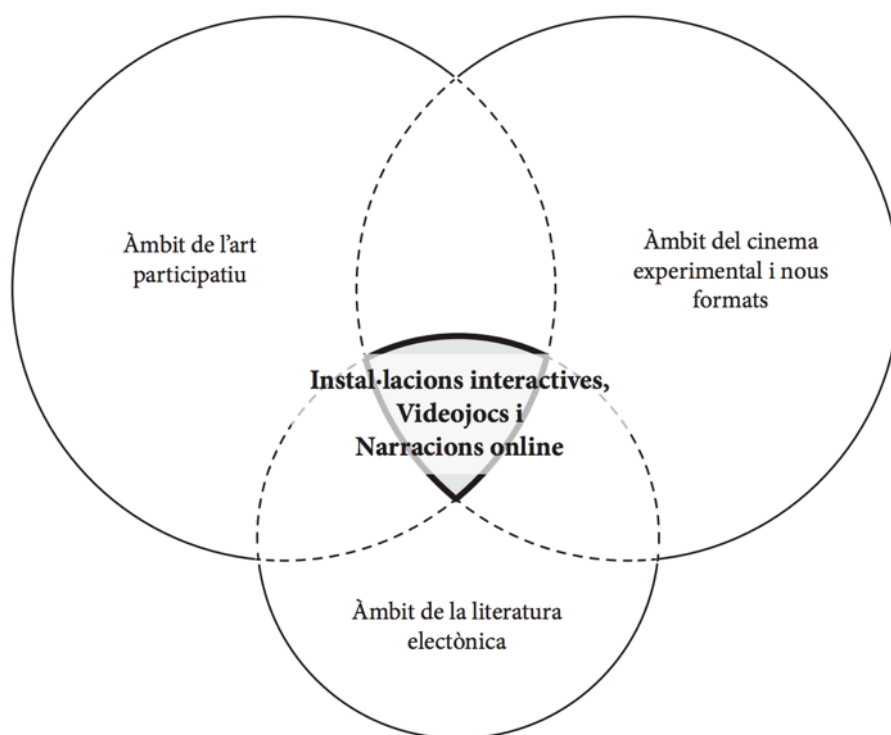 Àmbit de l’art
participatiu
Àmbit del cinema
experimental i nous
formats
Instal·lacions interactives,
Videojocs i
Narracions online
Àmbit de la literatura
electònica